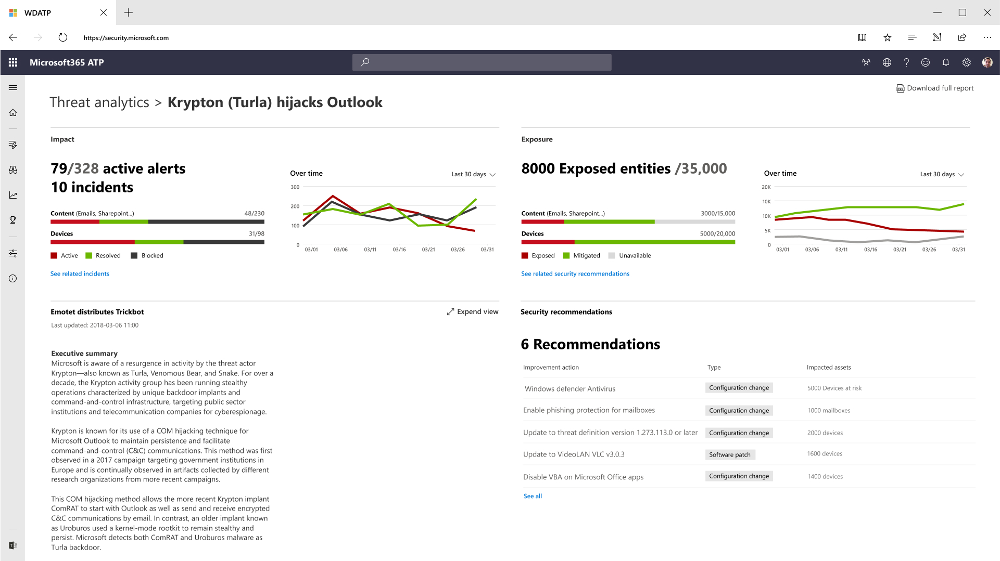 WDATP
https://security.microsoft.com
Microsoft365 ATP
Download full report
Threat analytics > Krypton (Turla) hijacks Outlook
Impact
79/328 active alerts
10 incidents
Content (Emails, Sharepoint...) 48/230
Devices 31/98
Active Resolved Blocked
See related incidents
Over time Last 30 days
300
200
100
0
03/01 03/06 03/11 03/16 03/21 03/26 03/31
Exposure
8000 Exposed entities /35,000
Content (Emails, Sharepoint...) 3000/15,000
Devices 5000/20,000
Exposed Mitigated Unavailable
See related security recommendations
Over time Last 30 days
20K
10K
10K
5K
0
03/01 03/06 03/11 03/16 03/21 03/26 03/31
Emotet distributes Trickbot Expend view
Last updated: 2018-03-06 11:00
Executive summary
Microsoft is aware of a resurgence in activity by the threat actor
Krypton—also known as Turla, Venomous Bear, and Snake. For over a
decade, the Krypton activity group has been running stealthy
operations characterized by unique backdoor implants and
command-and-control infrastructure, targeting public sector
institutions and telecommunication companies for cyberespionage.
Krypton is known for its use of a COM hijacking technique for
Microsoft Outlook to maintain persistence and facilitate
command-and-control (C&C) communications. This method was first
observed in a 2017 campaign targeting government institutions in
Europe and is continually observed in artifacts collected by different
research organizations from more recent campaigns.
This COM hijacking method allows the more recent Krypton implant
ComRAT to start with Outlook as well as send and receive encrypted
C&C communications by email. In contrast, an older implant known
as Uroburos used a kernel-mode rootkit to remain stealthy and
persist. Microsoft detects both ComRAT and Uroburos malware as
Turla backdoor.
Security recommendations
6 Recommendations
Improvement action Type Impacted assets
Windows defender Antivirus Configuration change 5000 Devices at risk
Enable phishing protection for mailboxes Configuration change 1000 mailboxes
Update to threat definition version 1.273.113.0 or later Configuration change 2000 devices
Update to VideoLAN VLC v3.0.3 Software patch 1600 devices
Disable VBA on Microsoft Office apps Configuration change 1400 devices
See all